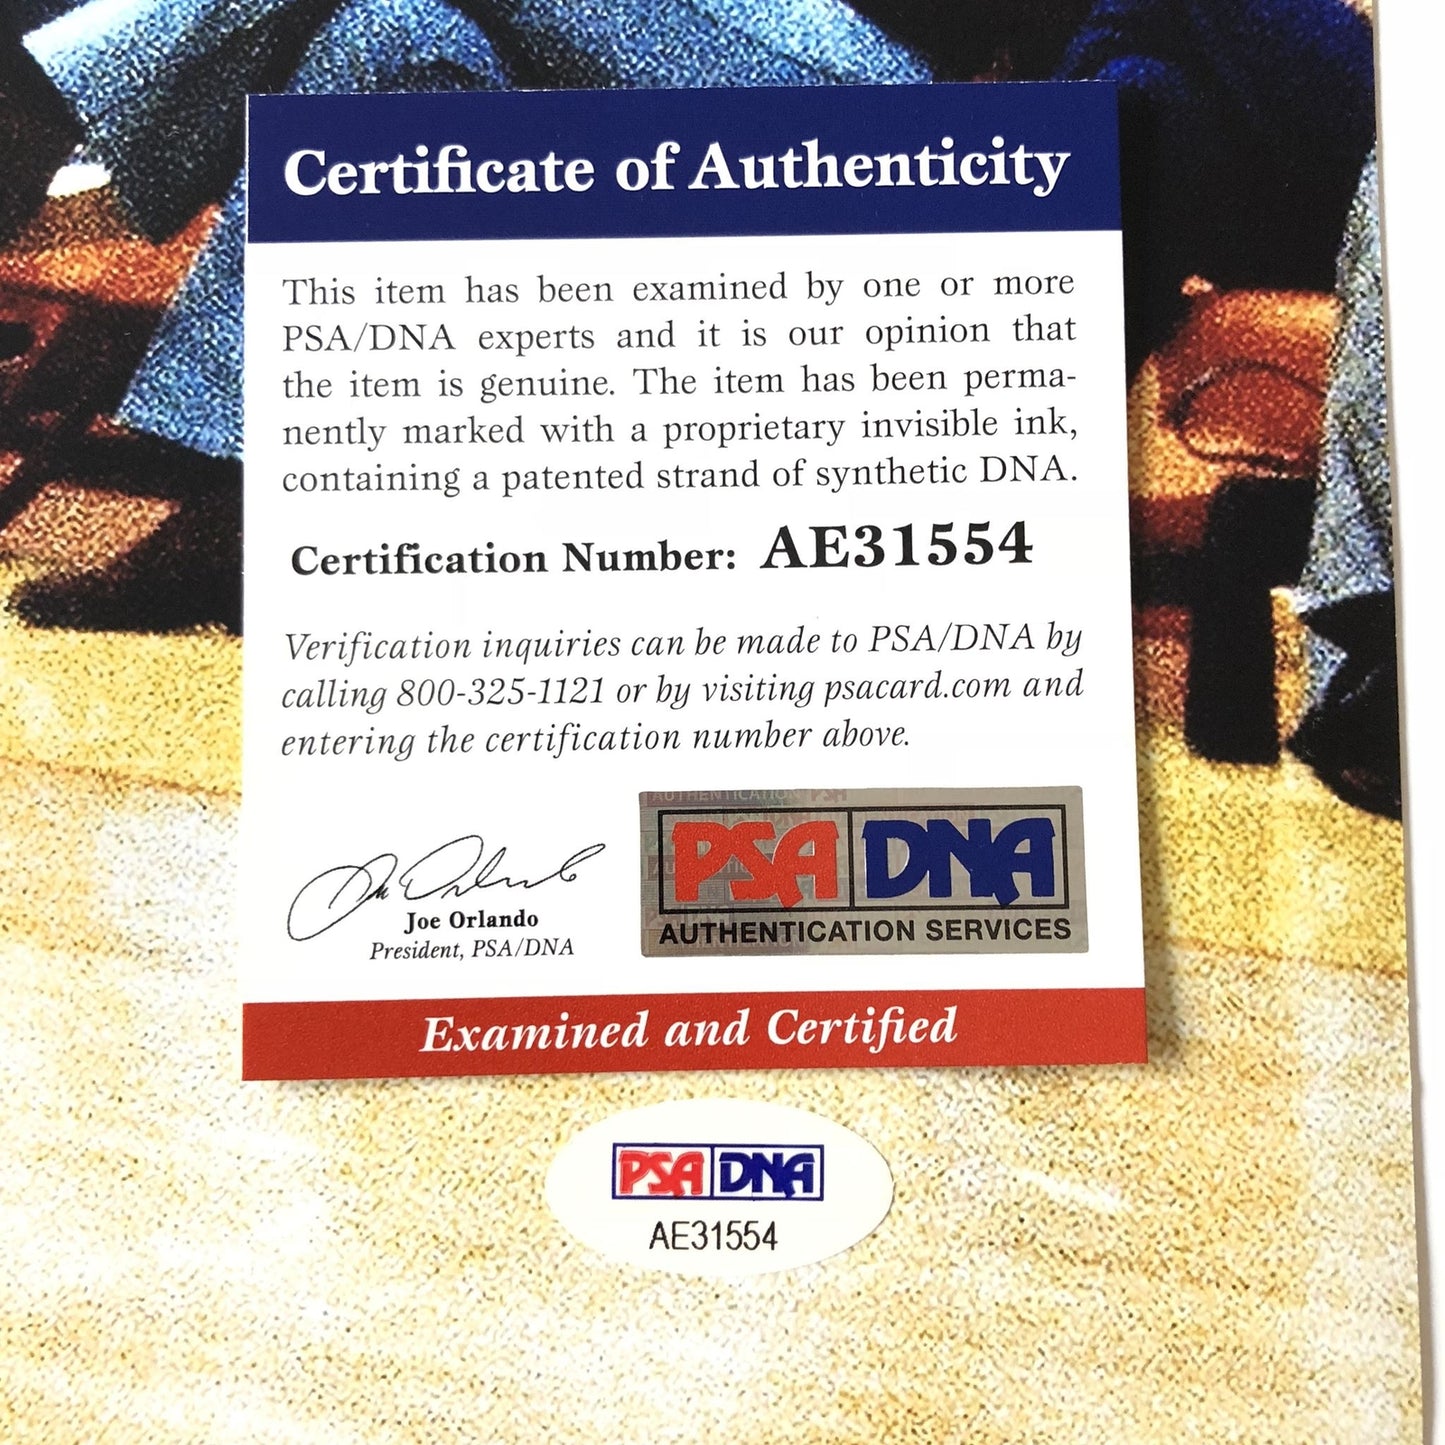 Certificate of Authenticity
This item has been examined by one or more
PSA/DNA experts and it is our opinion that
the item is genuine. The item has been perma-
nently marked with a proprietary invisible ink,
containing a patented strand of synthetic DNA.
Certification Number: AE31554
Verification inquiries can be made to PSA/DNA by
calling 800-325-1121 or by visiting psacard.com and
entering the certification number above.
Joe Orlando
President, PSA/DNA
AUTHENTICATION PSA
PSA DNA
AUTHENTICATION SERVICES
Examined and Certified
PSA DNA
AE31554